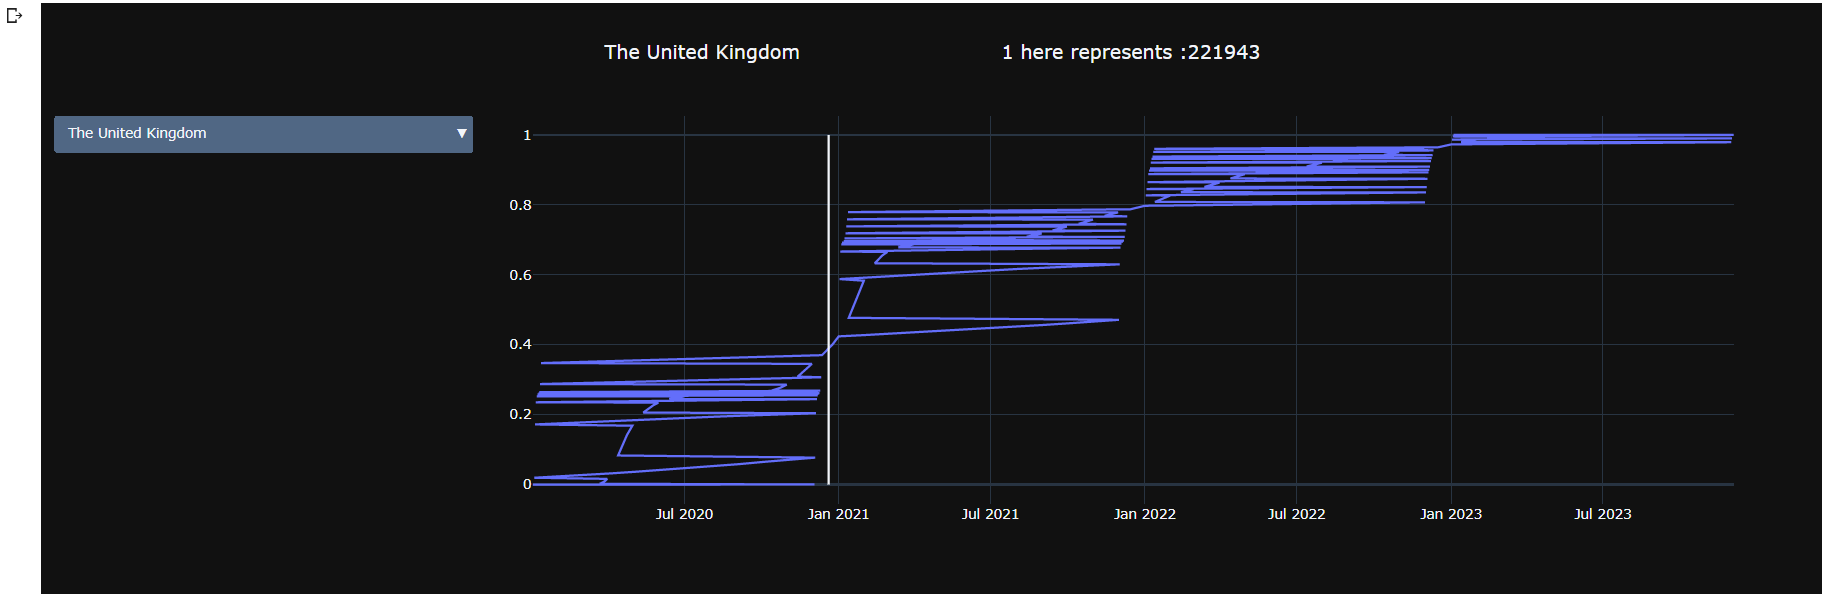 The United Kingdom
1 here represents :221943
The United Kingdom ▼
1
0.8
0.6
0.4
0.2
0
Jul 2020
Jan 2021
Jul 2021
Jan 2022
Jul 2022
Jan 2023
Jul 2023